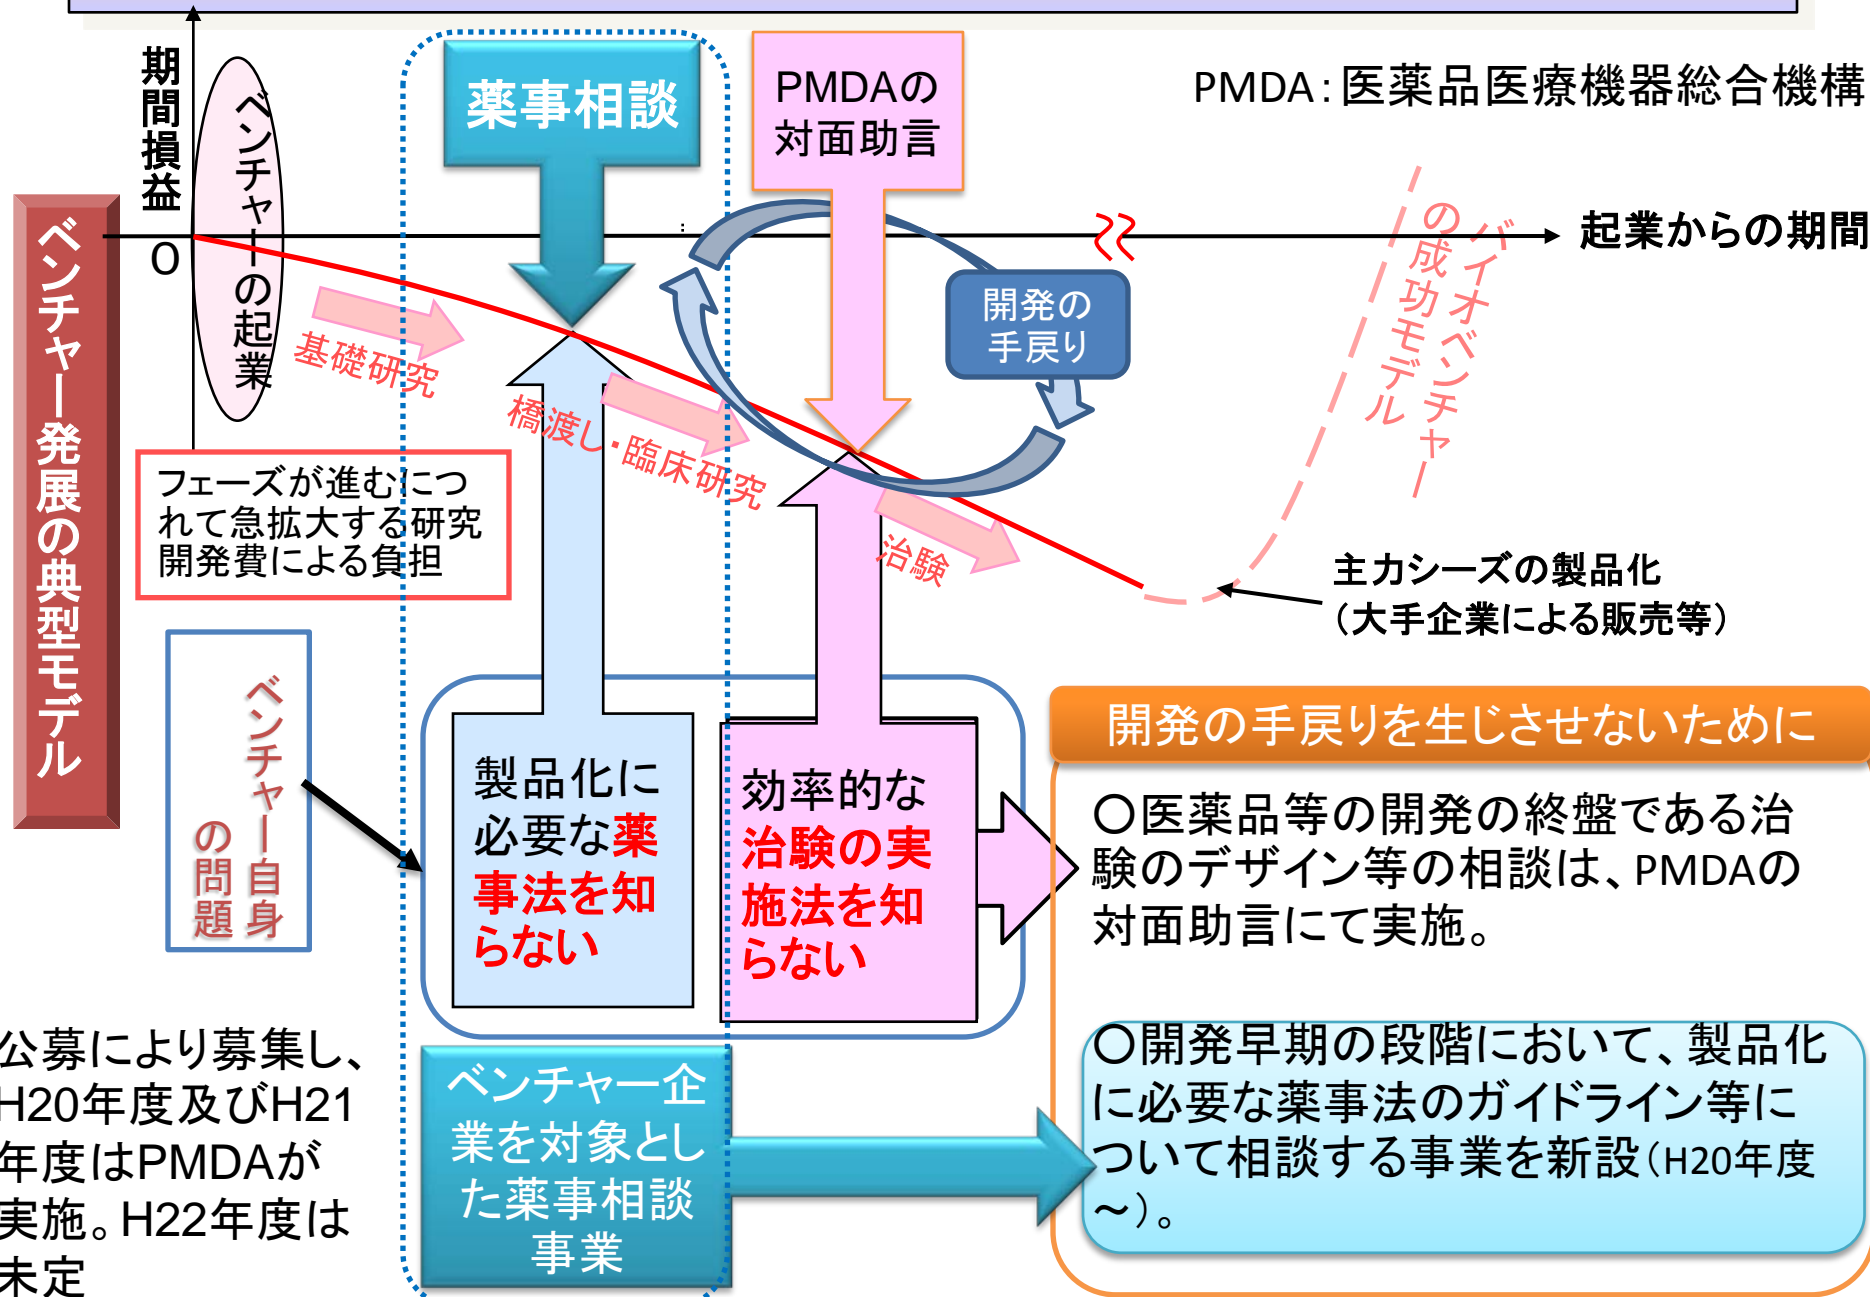 期間損益
ベンチャーの起業
薬事相談
PMDAの
対面助言
PMDA：医薬品医療機器総合機構
ベンチャー発展の典型モデル
O
起業からの期間
開発の
手戻り
バイオベンチャー
の成功モデル
基礎研究
橋渡し・臨床研究
治験
フェーズが進むにつ
れて急拡大する研究
開発費による負担
主力シーズの製品化
（大手企業による販売等）
ベンチャー自身
の問題
製品化に
必要な薬
事法を知
らない
効率的な
治験の実
施法を知
らない
開発の手戻りを生じさせないために
〇医薬品等の開発の終盤である治
験のデザイン等の相談は、PMDAの
対面助言にて実施。
〇開発早期の段階において、製品化
に必要な薬事法のガイドライン等に
ついて相談する事業を新設（H20年度
～）。
公募により募集し、
H20年度及びH21
年度はPMDAが
実施。H22年度は
未定
ベンチャー企
業を対象とし
た薬事相談
事業